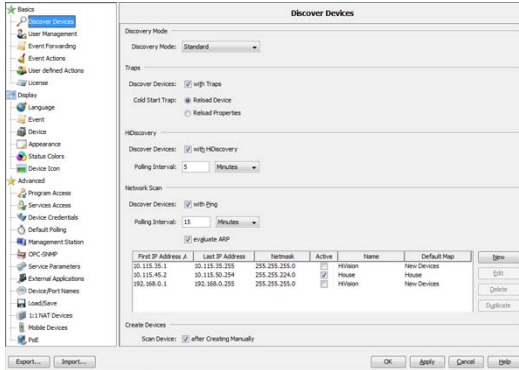 Basics
Discover Devices
User Management
Event Forwarding
Event Actions
User defined Actions
License
Display
Language
Event
Device
Appearance
Status Colors
Device Icon
Advanced
Program Access
Services Access
Device Credentials
Default Polling
Management Station
OPC-SNMP
Service Parameters
External Applications
Device/Port Names
Load/Save
1:1 NAT Devices
Mobile Devices
PoE
Discover Devices
Discovery Mode
Discovery Mode: Standard
Traps
Discover Devices: with Traps
Cold Start Trap: Reload Device
Reload Properties
HiDiscovery
Discover Devices: with HiDiscovery
Polling Interval: 5 Minutes
Network Scan
Discover Devices: with Ping
Polling Interval: 15 Minutes
evaluate ARP
First IP Address Last IP Address Netmask Active Name Default Map
10.115.35.1 10.115.35.255 255.255.255.0 HiVision New Devices
10.115.45.2 10.115.50.254 255.255.224.0 House House
192.168.0.1 192.168.0.255 255.255.255.0 HiVision New Devices
New
Edit
Delete
Duplicate
Create Devices
Scan Device: after Creating Manually
Export... Import... OK Apply Cancel Help